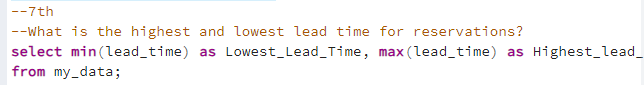 --7th
--What is the highest and lowest lead time for reservations?
select min(lead_time) as Lowest_Lead_Time, max(lead_time) as Highest_lead_
from my_data;